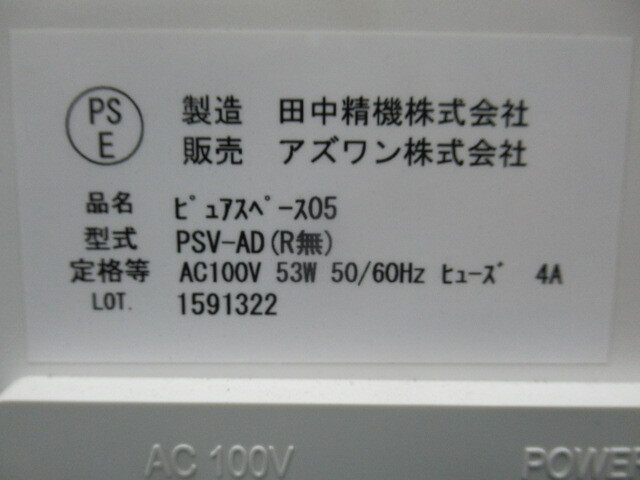 PS
E
製造 田中精機株式会社
販売 アズワン株式会社
品名 ﾋﾟｭｱｽﾍﾟｰｽ05
型式 PSV-AD(R無)
定格等 AC100V 53W 50/60Hz ﾋｭｰｽﾞ 4A
LOT. 1591322
AC 100V
POWER